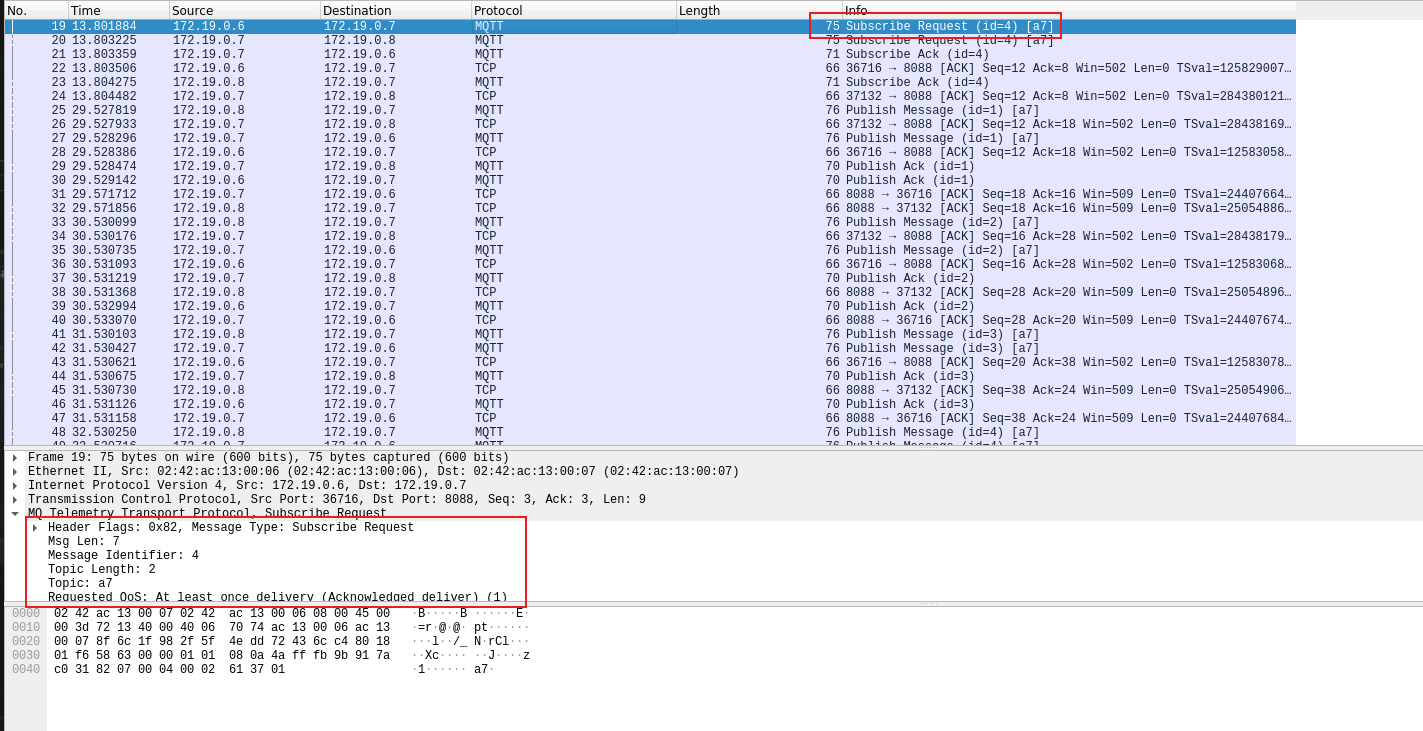 No. Time Source Destination Protocol Length Info
19 13.801884 172.19.0.6 172.19.0.7 MQTT 75 Subscribe Request (id=4) [a7]
20 13.803225 172.19.0.7 172.19.0.8 MQTT 75 Subscribe Request (id=4) [a7]
21 13.803359 172.19.0.7 172.19.0.6 MQTT 71 Subscribe Ack (id=4)
22 13.803506 172.19.0.6 172.19.0.7 TCP 66 36716 → 8088 [ACK] Seq=12 Ack=8 Win=502 Len=0 TSval=125829007…
23 13.804275 172.19.0.8 172.19.0.7 MQTT 71 Subscribe Ack (id=4)
24 13.804482 172.19.0.7 172.19.0.8 TCP 66 37132 → 8088 [ACK] Seq=12 Ack=8 Win=502 Len=0 TSval=284380121…
25 29.527819 172.19.0.8 172.19.0.7 MQTT 76 Publish Message (id=1) [a7]
26 29.527933 172.19.0.7 172.19.0.8 TCP 66 37132 → 8088 [ACK] Seq=12 Ack=18 Win=502 Len=0 TSval=28438169…
27 29.528296 172.19.0.7 172.19.0.6 MQTT 76 Publish Message (id=1) [a7]
28 29.528386 172.19.0.6 172.19.0.7 TCP 66 36716 → 8088 [ACK] Seq=12 Ack=18 Win=502 Len=0 TSval=12583058…
29 29.528474 172.19.0.7 172.19.0.8 MQTT 70 Publish Ack (id=1)
30 29.529142 172.19.0.6 172.19.0.7 MQTT 70 Publish Ack (id=1)
31 29.571712 172.19.0.7 172.19.0.6 TCP 66 8088 → 36716 [ACK] Seq=18 Ack=16 Win=509 Len=0 TSval=24407664…
32 29.571856 172.19.0.8 172.19.0.7 TCP 66 8088 → 37132 [ACK] Seq=18 Ack=16 Win=509 Len=0 TSval=25054886…
33 30.530099 172.19.0.8 172.19.0.7 MQTT 76 Publish Message (id=2) [a7]
34 30.530176 172.19.0.7 172.19.0.8 TCP 66 37132 → 8088 [ACK] Seq=16 Ack=28 Win=502 Len=0 TSval=28438179…
35 30.530735 172.19.0.7 172.19.0.6 MQTT 76 Publish Message (id=2) [a7]
36 30.531093 172.19.0.6 172.19.0.7 TCP 66 36716 → 8088 [ACK] Seq=16 Ack=28 Win=502 Len=0 TSval=12583068…
37 30.531219 172.19.0.7 172.19.0.8 MQTT 70 Publish Ack (id=2)
38 30.531368 172.19.0.8 172.19.0.7 TCP 66 8088 → 37132 [ACK] Seq=28 Ack=20 Win=509 Len=0 TSval=25054896…
39 30.532994 172.19.0.6 172.19.0.7 MQTT 70 Publish Ack (id=2)
40 30.533070 172.19.0.7 172.19.0.6 TCP 66 8088 → 36716 [ACK] Seq=28 Ack=20 Win=509 Len=0 TSval=24407674…
41 31.530103 172.19.0.8 172.19.0.7 MQTT 76 Publish Message (id=3) [a7]
42 31.530427 172.19.0.7 172.19.0.6 MQTT 76 Publish Message (id=3) [a7]
43 31.530621 172.19.0.6 172.19.0.7 TCP 66 36716 → 8088 [ACK] Seq=20 Ack=38 Win=502 Len=0 TSval=12583078…
44 31.530675 172.19.0.7 172.19.0.8 MQTT 70 Publish Ack (id=3)
45 31.530730 172.19.0.8 172.19.0.7 TCP 66 8088 → 37132 [ACK] Seq=38 Ack=24 Win=509 Len=0 TSval=25054906…
46 31.531126 172.19.0.6 172.19.0.7 MQTT 70 Publish Ack (id=3)
47 31.531158 172.19.0.7 172.19.0.6 TCP 66 8088 → 36716 [ACK] Seq=38 Ack=24 Win=509 Len=0 TSval=24407684…
48 32.530250 172.19.0.8 172.19.0.7 MQTT 76 Publish Message (id=4) [a7]
Frame 19: 75 bytes on wire (600 bits), 75 bytes captured (600 bits)
Ethernet II, Src: 02:42:ac:13:00:06 (02:42:ac:13:00:06), Dst: 02:42:ac:13:00:07 (02:42:ac:13:00:07)
Internet Protocol Version 4, Src: 172.19.0.6, Dst: 172.19.0.7
Transmission Control Protocol, Src Port: 36716, Dst Port: 8088, Seq: 3, Ack: 3, Len: 9
MQ Telemetry Transport Protocol, Subscribe Request
Header Flags: 0x82, Message Type: Subscribe Request
Msg Len: 7
Message Identifier: 4
Topic Length: 2
Topic: a7
Requested QoS: At least once delivery (Acknowledged deliver) (1)
0000 02 42 ac 13 00 07 02 42 ac 13 00 06 08 00 45 00 ·B·····B ······E·
0010 00 3d 72 13 40 00 40 06 70 74 ac 13 00 06 ac 13 ·=r·@·@· pt······
0020 00 07 8f 6c 1f 98 2f 5f 4e dd 72 43 6c c4 80 18 ···l··/_ N·rCl···
0030 01 f6 58 63 00 00 01 01 08 0a 4a ff fb 9b 91 7a ··Xc···· ··J····z
0040 c0 31 82 07 00 04 00 02 61 37 01 ·1······ a7·